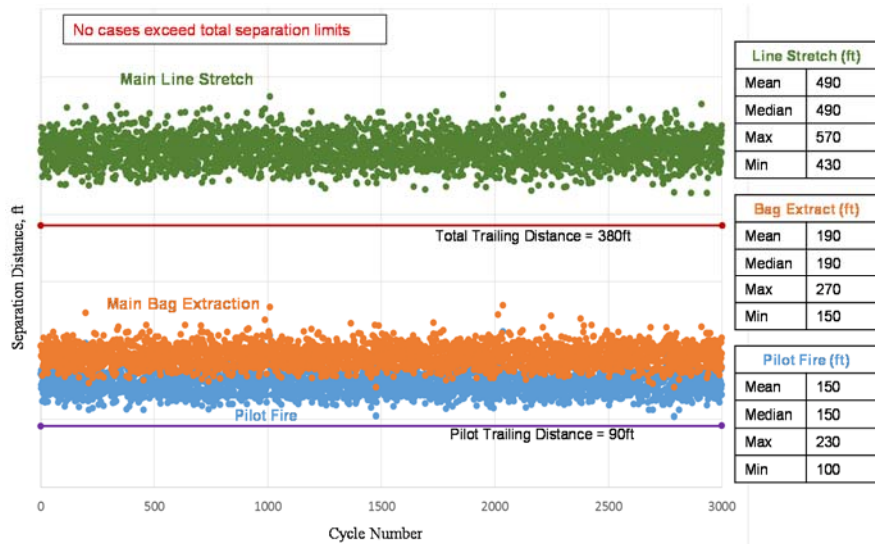 No cases exceed total separation limits
Main Line Stretch
Total Trailing Distance = 380ft
Main Bag Extraction
Pilot Fire
Pilot Trailing Distance = 90ft
Separation Distance, ft
0 500 1000 1500 2000 2500 3000
Cycle Number
Line Stretch (ft)
Mean 490
Median 490
Max 570
Min 430
Bag Extract (ft)
Mean 190
Median 190
Max 270
Min 150
Pilot Fire (ft)
Mean 150
Median 150
Max 230
Min 100